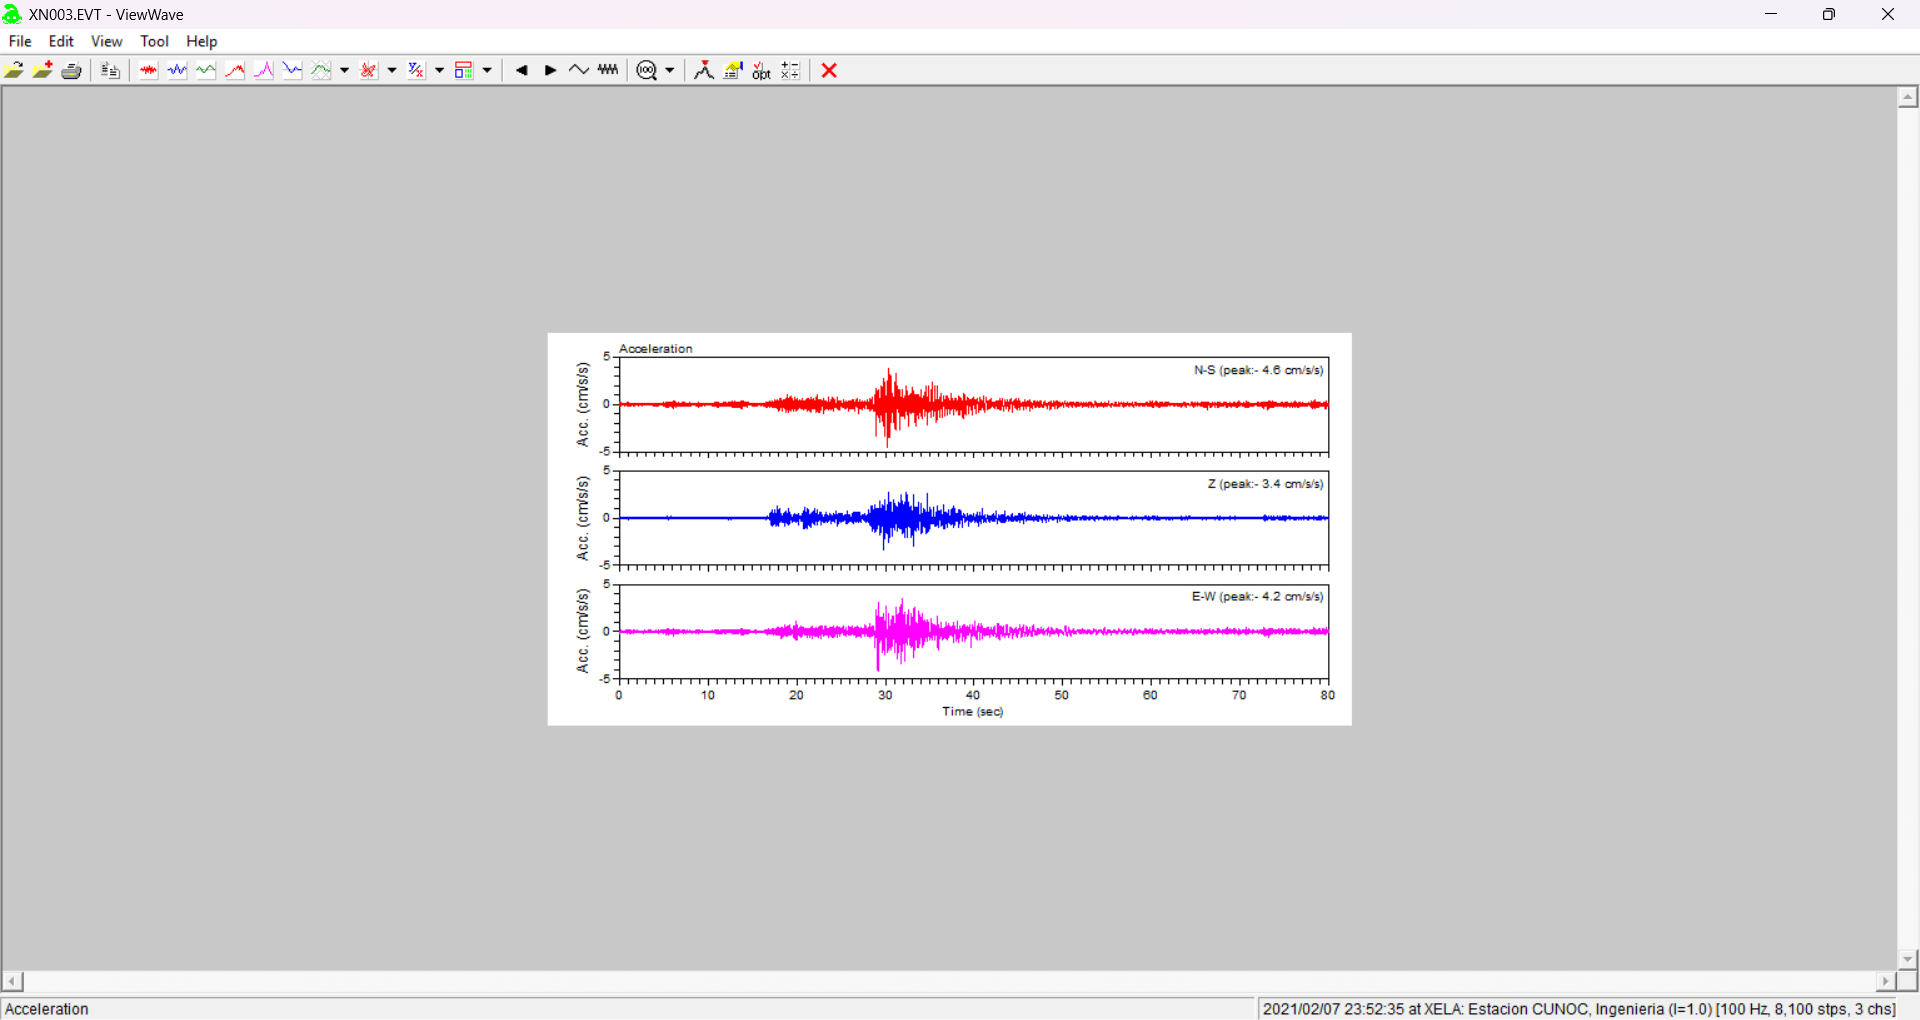 XN003.EVT - ViewWave
File Edit View Tool Help
Y/X 100 opt
Acceleration
5
0
-5
Acc. (cm/s/s)
N-S (peak:- 4.6 cm/s/s)
5
0
-5
Acc. (cm/s/s)
Z (peak:- 3.4 cm/s/s)
5
0
-5
Acc. (cm/s/s)
E-W (peak:- 4.2 cm/s/s)
0 10 20 30 40 50 60 70 80
Time (sec)
Acceleration
2021/02/07 23:52:35 at XELA: Estacion CUNOC, Ingenieria (I=1.0) [100 Hz, 8,100 stps, 3 chs]